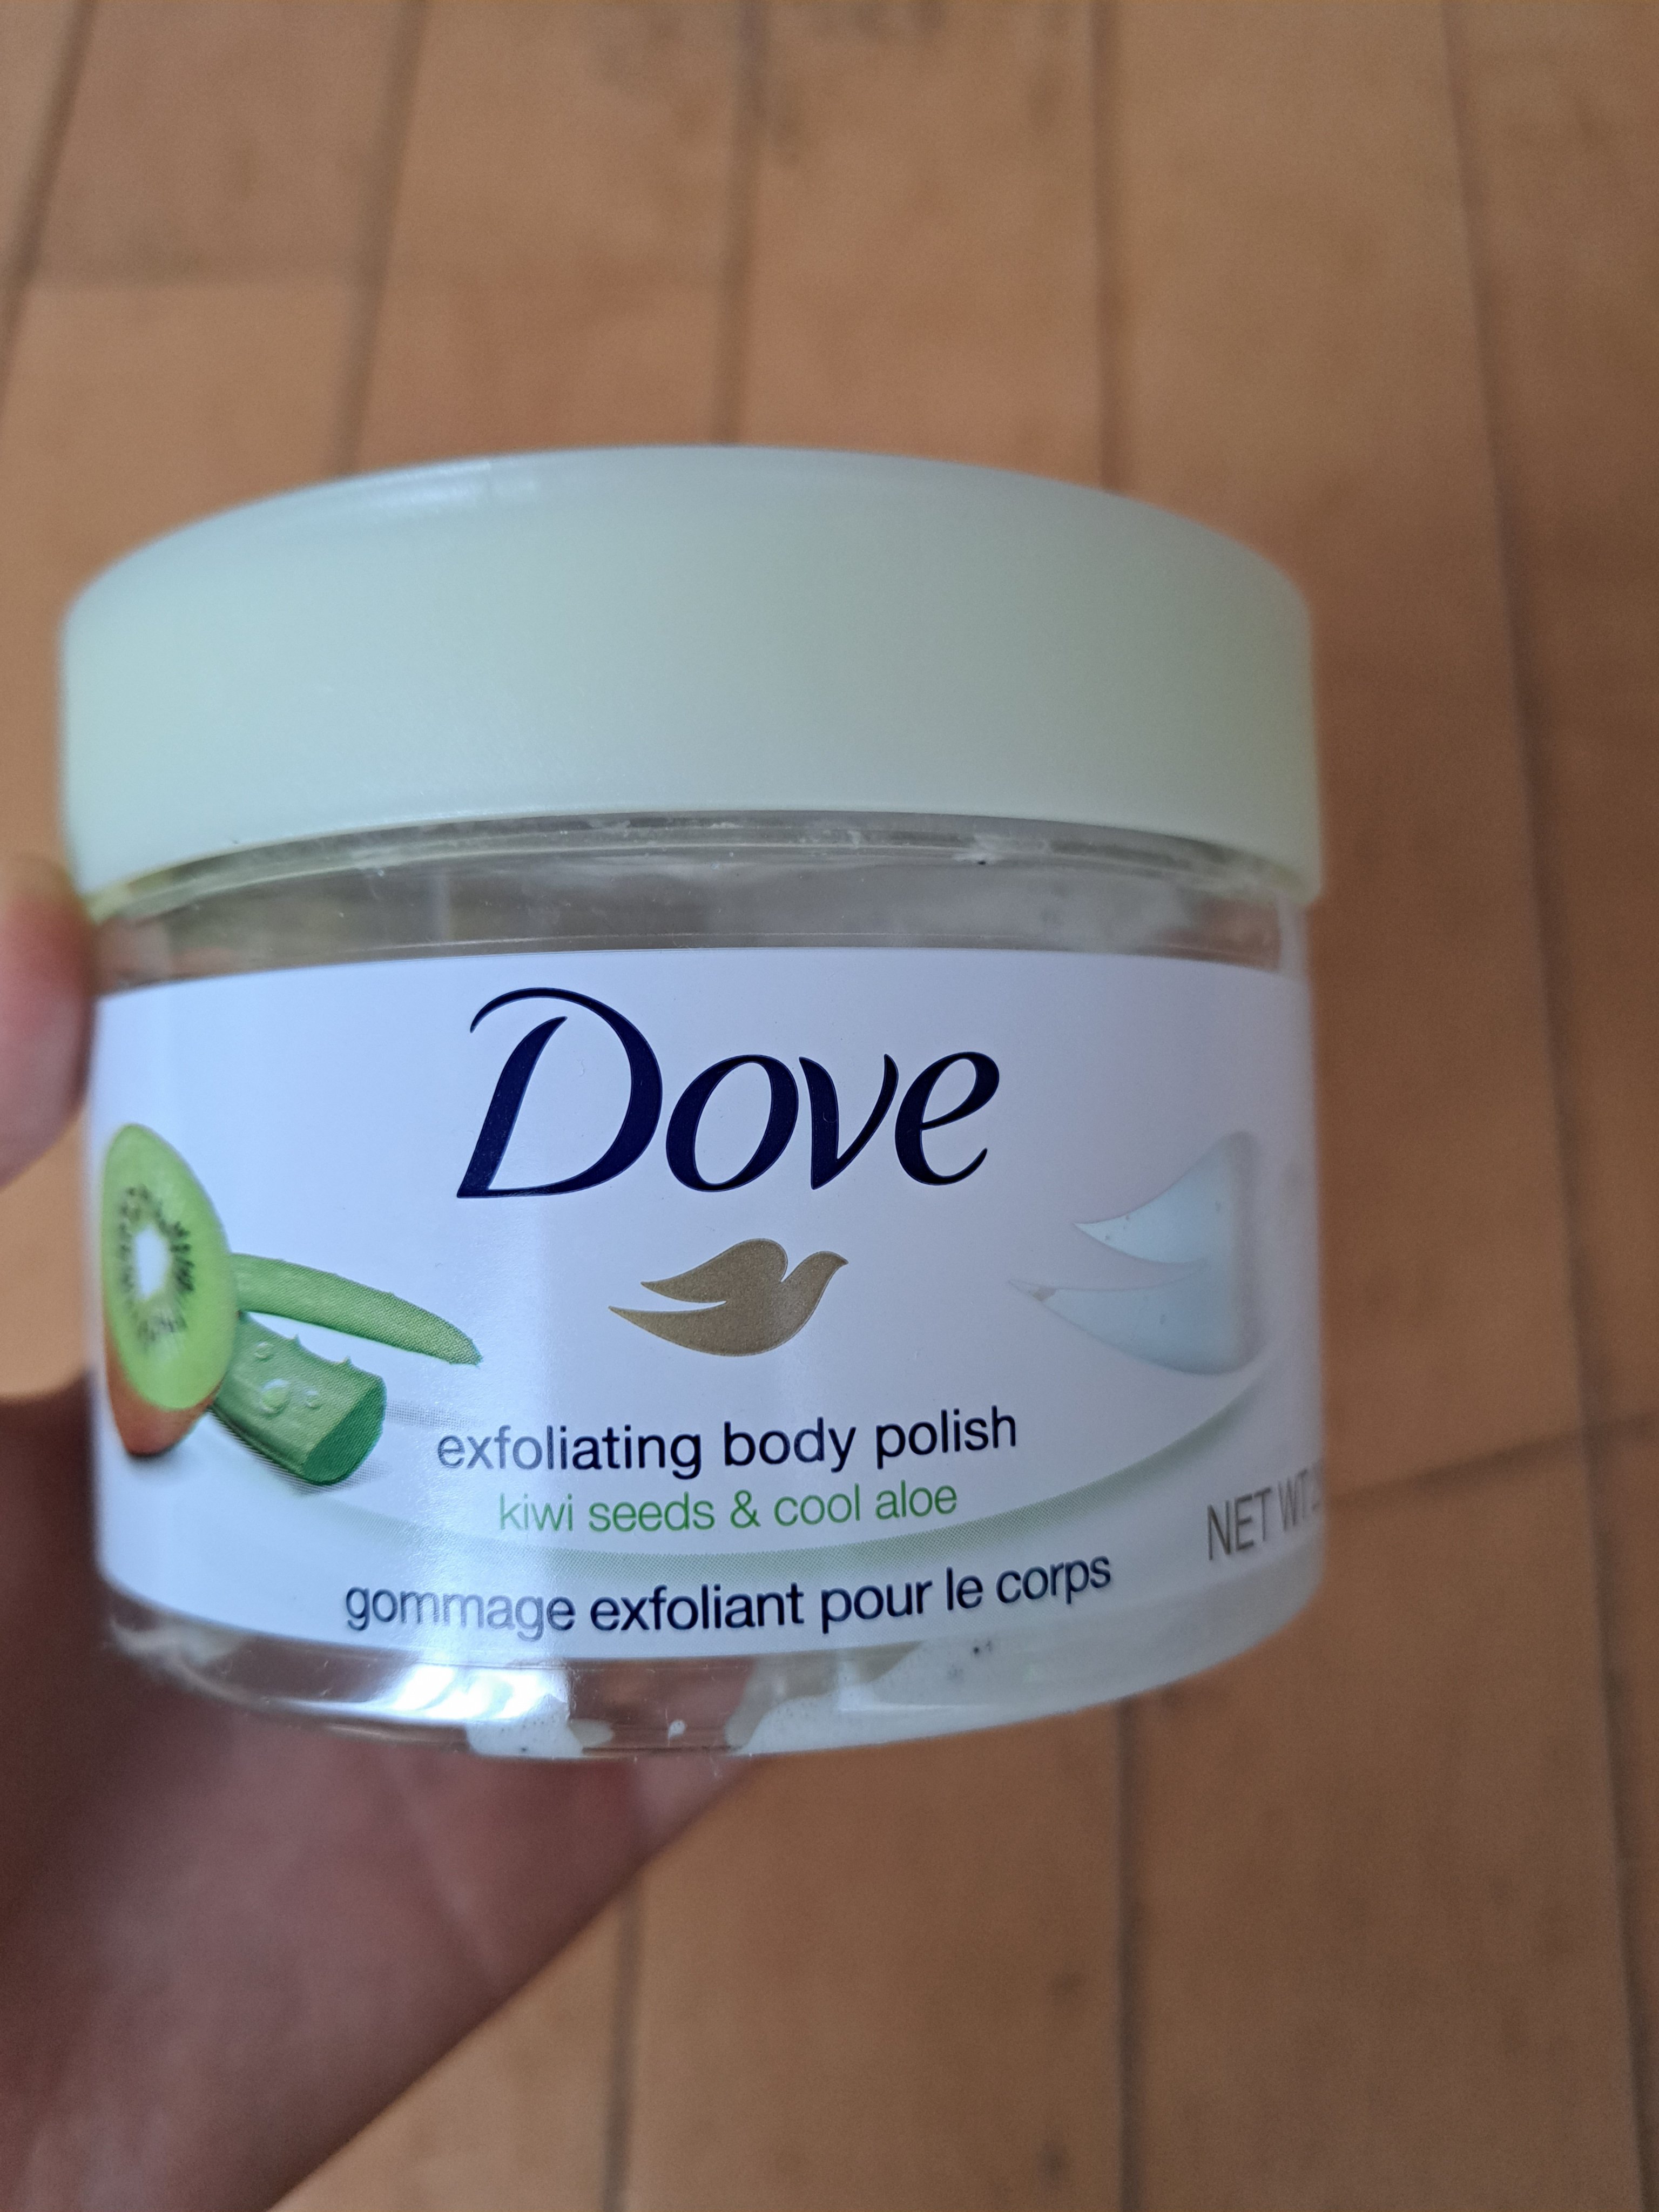 Dove
exfoliating body polish
kiwi seeds & cool aloe
gommage exfoliant pour le corps
NET WT